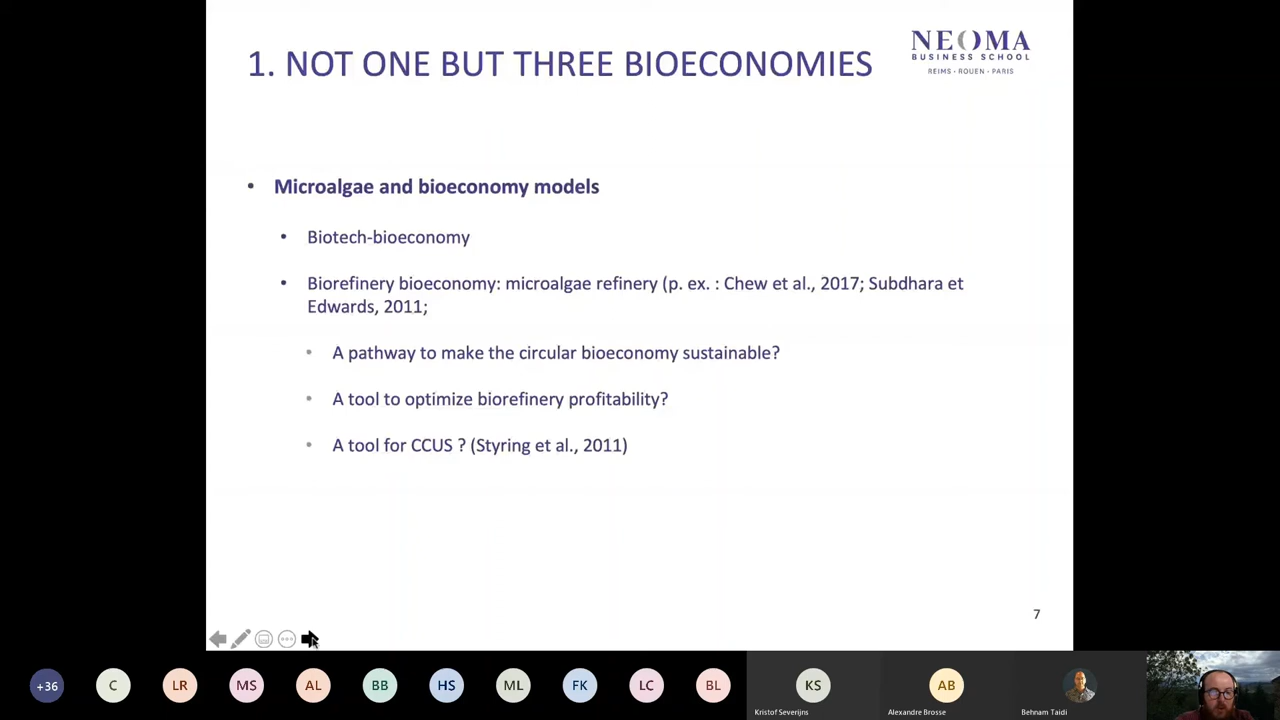 1. NOT ONE BUT THREE BIOECONOMIES
NEOMA
BUSINESS SCHOOL
REIMS • ROUEN • PARIS
• Microalgae and bioeconomy models
• Biotech-bioeconomy
• Biorefinery bioeconomy: microalgae refinery (p. ex. : Chew et al., 2017; Subdhara et
Edwards, 2011;
• A pathway to make the circular bioeconomy sustainable?
• A tool to optimize biorefinery profitability?
• A tool for CCUS ? (Styring et al., 2011)
7
+36
C
LR
MS
AL
BB
HS
ML
FK
LC
BL
KS
AB
Kristof Severijns
Alexandre Brosse
Behnam Taidi